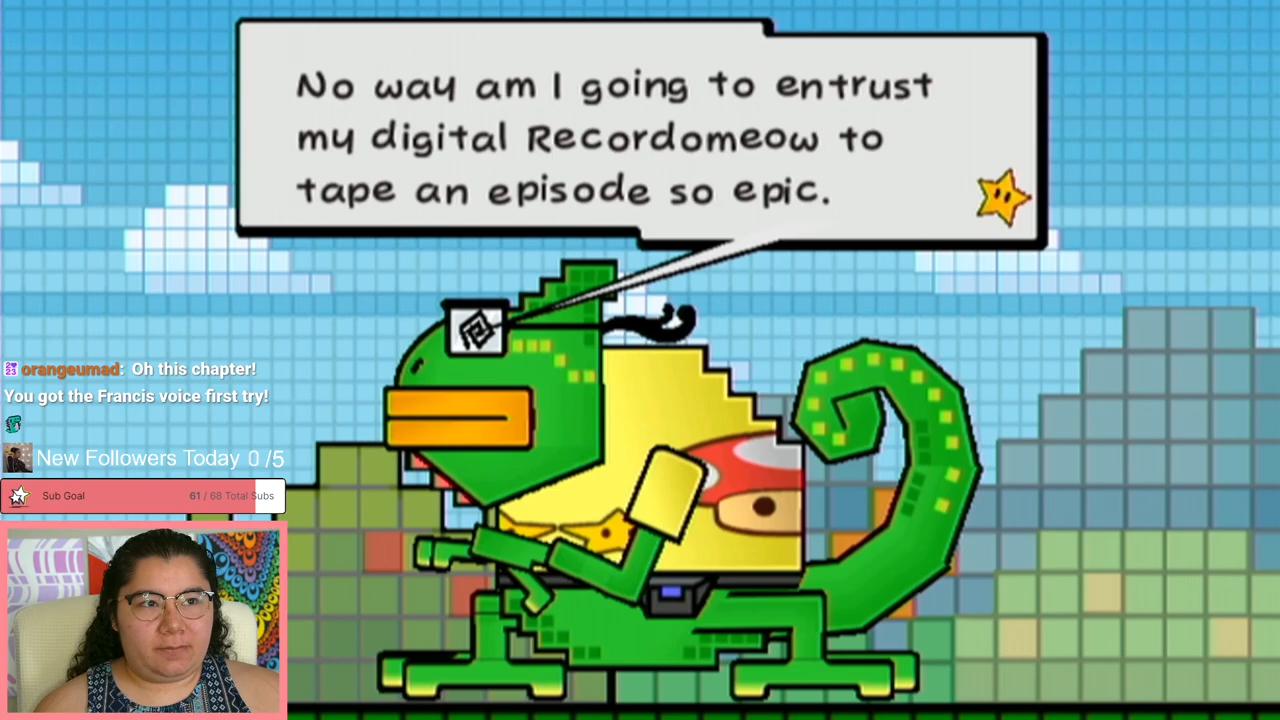 No way am I going to entrust
my digital Recordomeow to
tape an episode so epic.
orangeumad: Oh this chapter!
You got the Francis voice first try!
New Followers Today 0 /5
Sub Goal 61 / 68 Total Subs